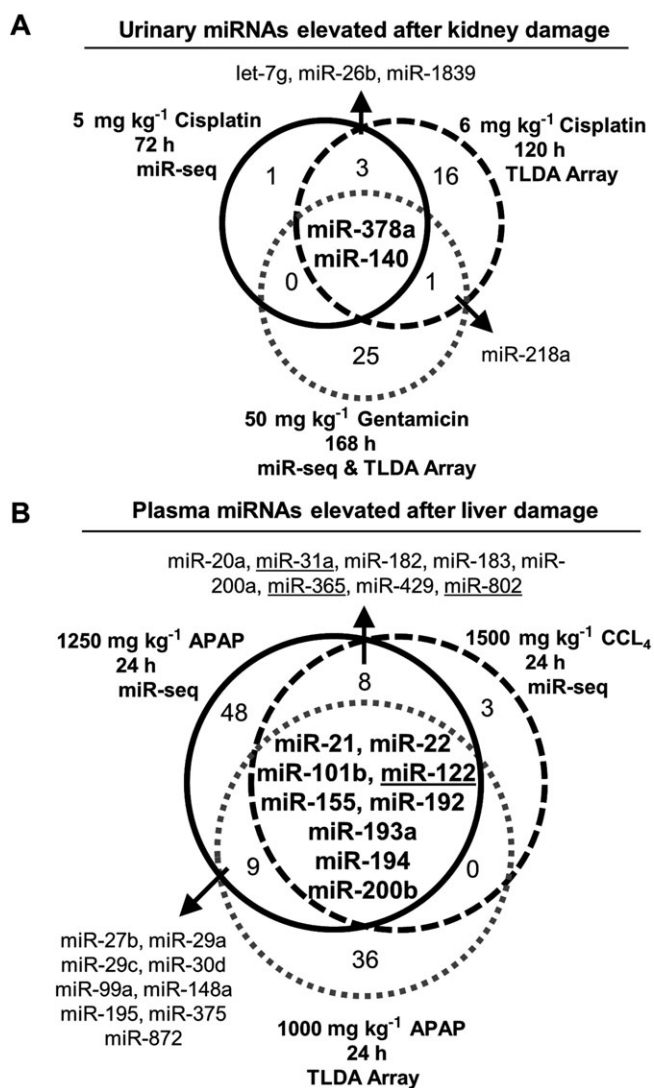 A
Urinary miRNAs elevated after kidney damage
let-7g, miR-26b, miR-1839
5 mg kg⁻¹ Cisplatin
72 h
miR-seq
6 mg kg⁻¹ Cisplatin
120 h
TLDA Array
1
3
16
miR-378a
miR-140
0
1
25
miR-218a
50 mg kg⁻¹ Gentamicin
168 h
miR-seq & TLDA Array
B
Plasma miRNAs elevated after liver damage
miR-20a, miR-31a, miR-182, miR-183, miR-
200a, miR-365, miR-429, miR-802
1250 mg kg⁻¹ APAP
24 h
miR-seq
1500 mg kg⁻¹ CCL₄
24 h
miR-seq
48
8
3
miR-21, miR-22
miR-101b, miR-122
miR-155, miR-192
miR-193a
miR-194
miR-200b
9
0
36
miR-27b, miR-29a
miR-29c, miR-30d
miR-99a, miR-148a
miR-195, miR-375
miR-872
1000 mg kg⁻¹ APAP
24 h
TLDA Array